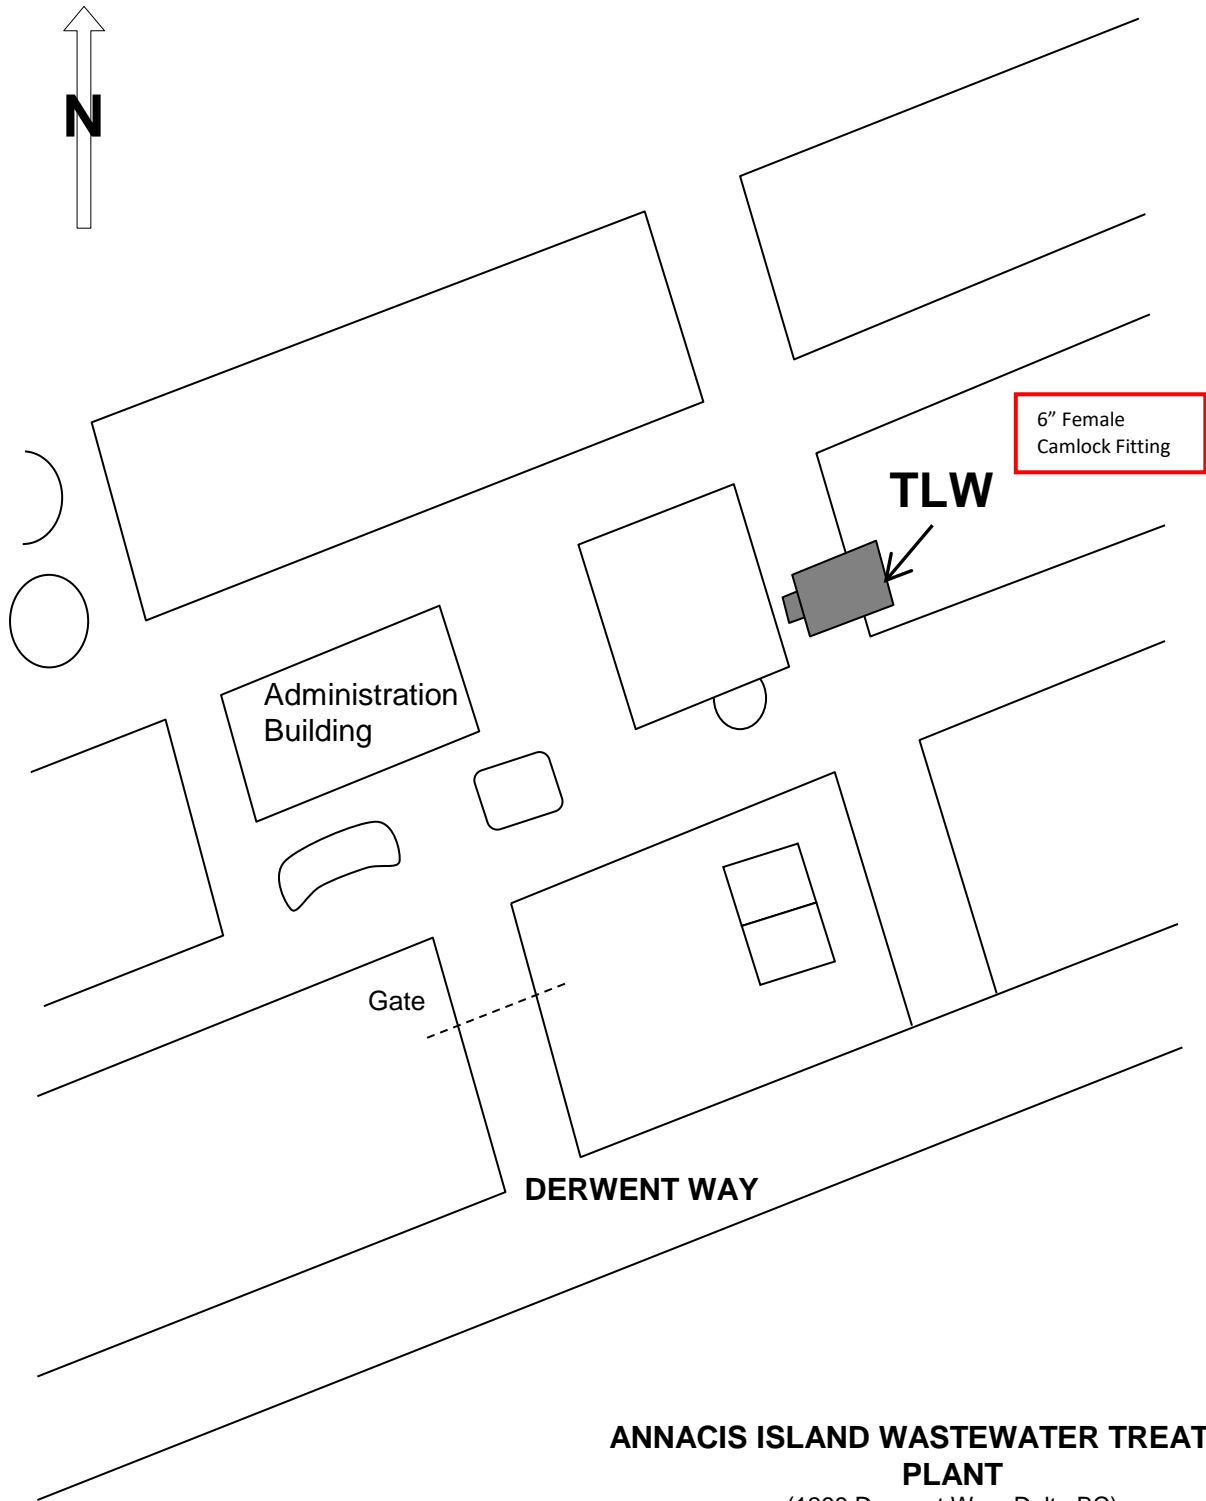 N
6” Female
Camlock Fitting
TLW
Administration
Building
Gate
DERWENT WAY
ANNACIS ISLAND WASTEWATER TREAT
PLANT